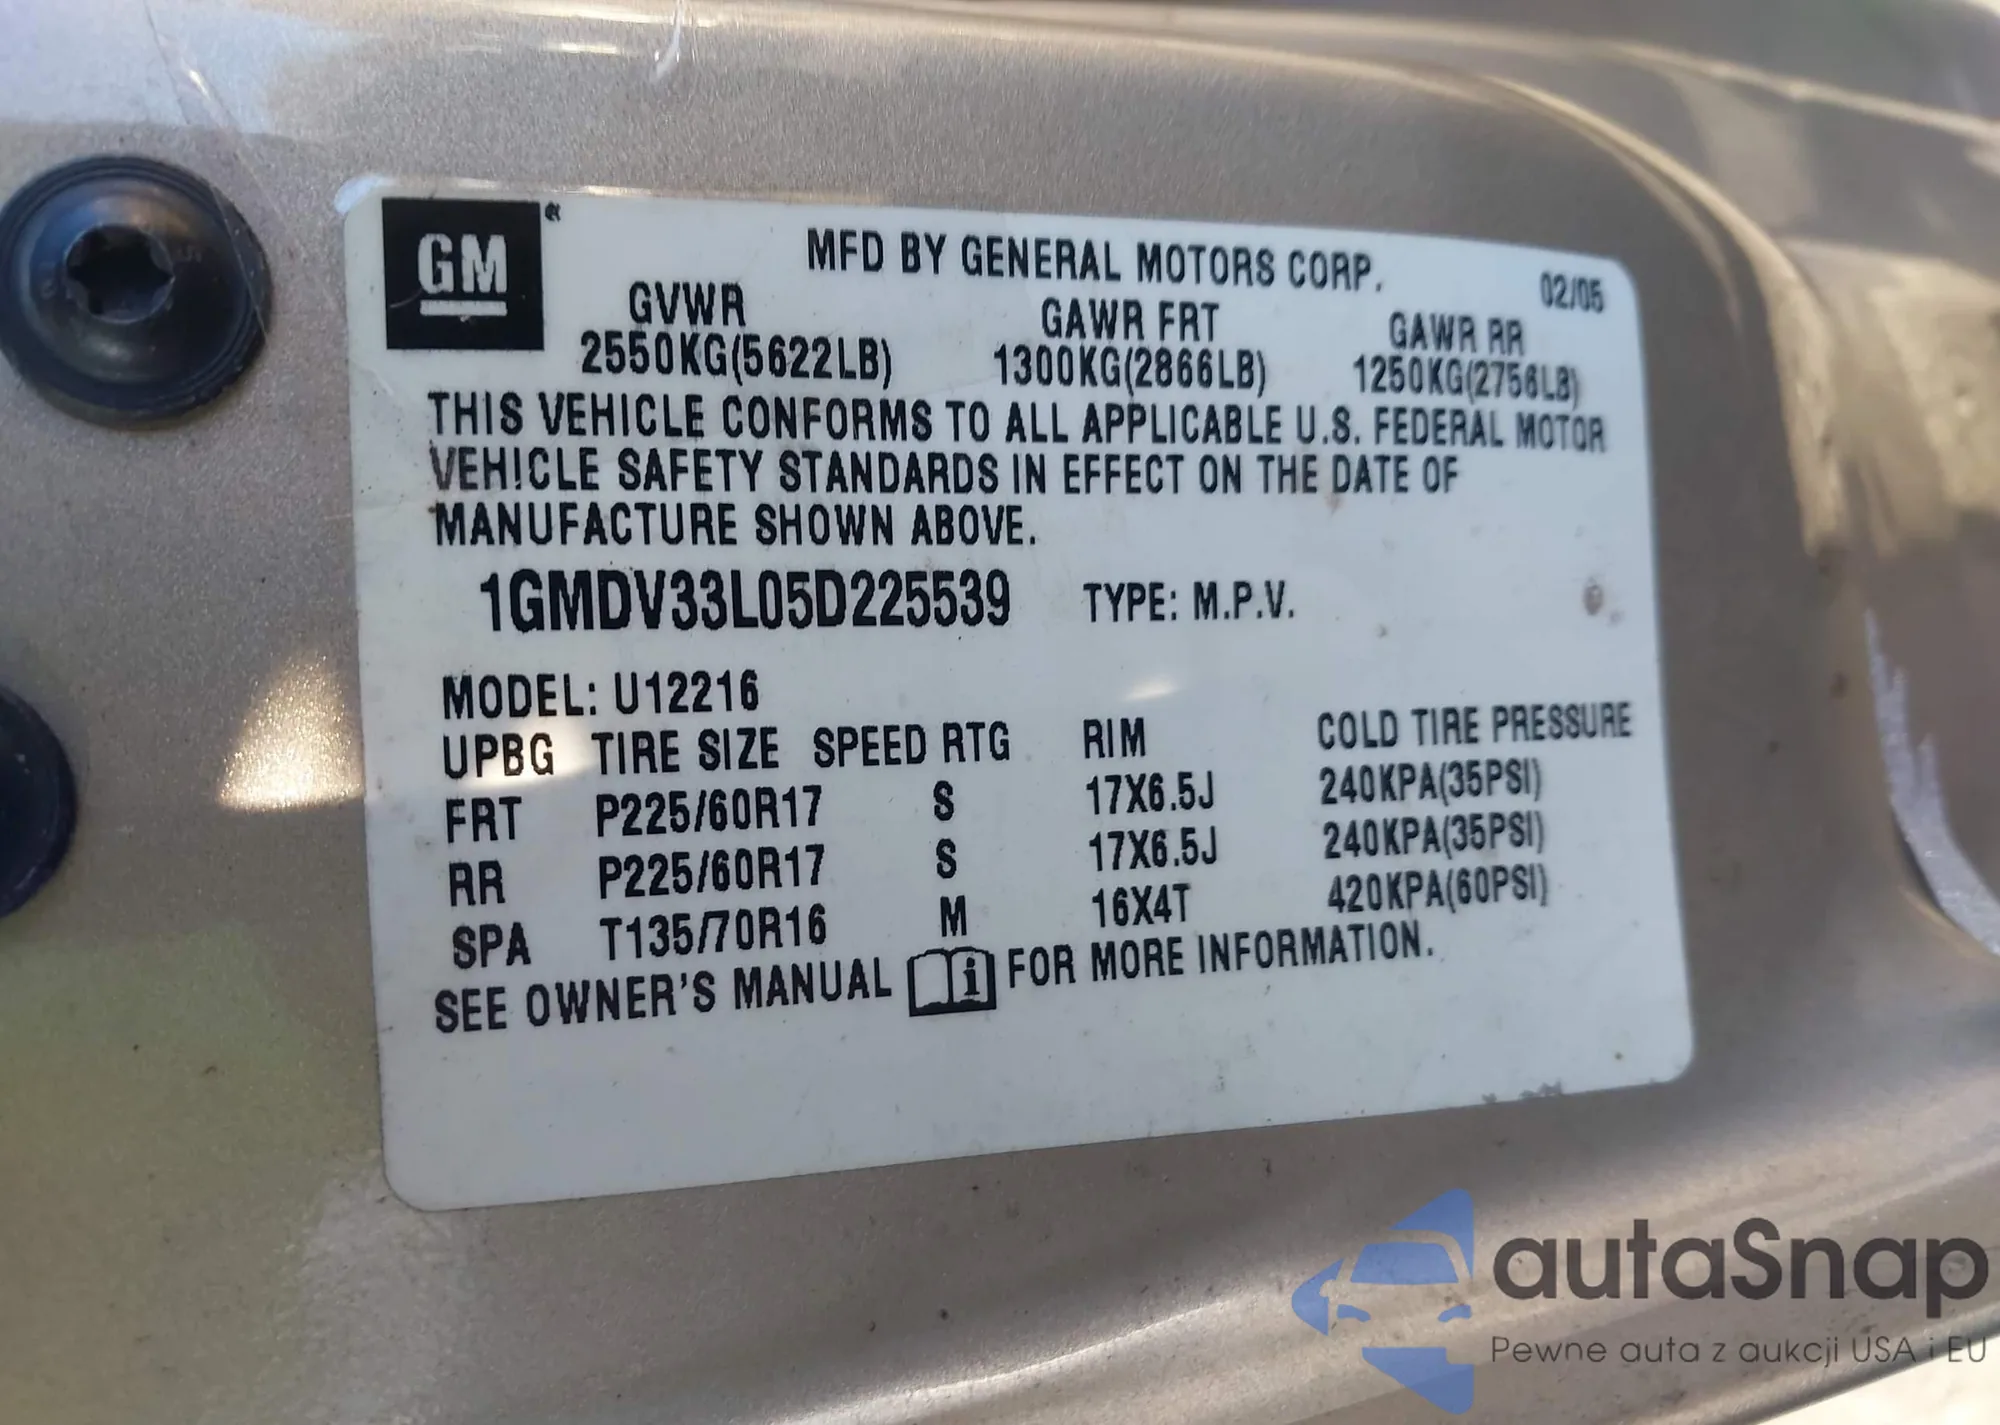 GM
MFD BY GENERAL MOTORS CORP. 02/05
GVWR GAWR FRT GAWR RR
2550KG(5622LB) 1300KG(2866LB) 1250KG(2756LB)
THIS VEHICLE CONFORMS TO ALL APPLICABLE U.S. FEDERAL MOTOR
VEHICLE SAFETY STANDARDS IN EFFECT ON THE DATE OF
MANUFACTURE SHOWN ABOVE.
1GMDV33L05D225539 TYPE: M.P.V.
MODEL: U12216
UPBG TIRE SIZE SPEED RTG RIM COLD TIRE PRESSURE
FRT P225/60R17 S 17X6.5J 240KPA(35PSI)
RR P225/60R17 S 17X6.5J 240KPA(35PSI)
SPA T135/70R16 M 16X4T 420KPA(60PSI)
SEE OWNER'S MANUAL i FOR MORE INFORMATION.
autaSnap
Pewne auta z aukcji USA i EU